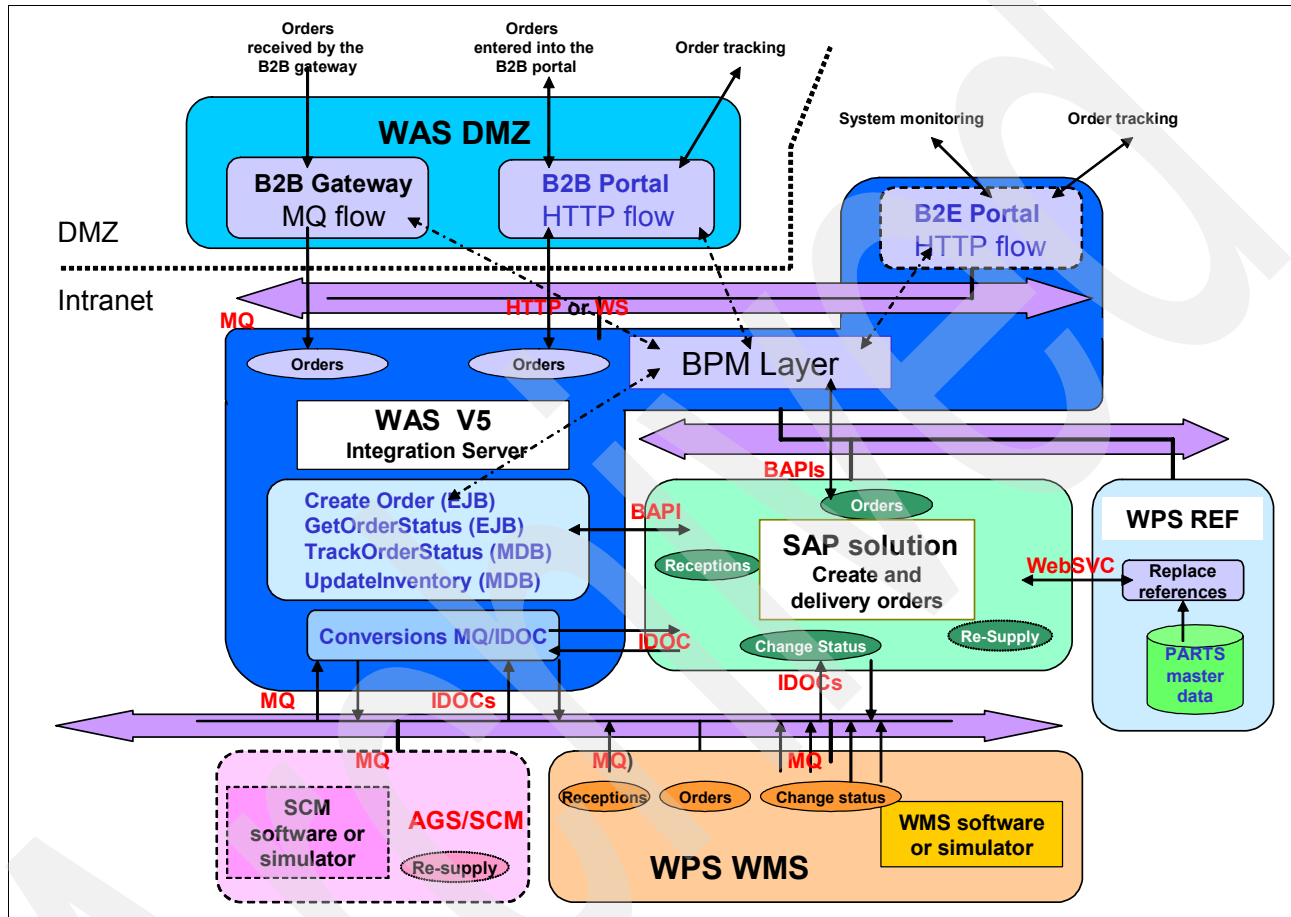 Orders
received by the
B2B gateway
Orders
entered into the
B2B portal
Order tracking
System monitoring
Order tracking
WAS DMZ
B2B Gateway
MQ flow
B2B Portal
HTTP flow
B2E Portal
HTTP flow
DMZ
Intranet
MQ
HTTP or WS
Orders
Orders
BPM Layer
WAS V5
Integration Server
BAPIs
Create Order (EJB)
GetOrderStatus (EJB)
TrackOrderStatus (MDB)
UpdateInventory (MDB)
BAPI
Orders
SAP solution
Create and
delivery orders
Receptions
Re-Supply
Change Status
WPS REF
WebSVC
Replace
references
PARTS
master
data
Conversions MQ/IDOC
IDOC
MQ
IDOCs
IDOCs
MQ
MQ)
MQ
SCM
software or
simulator
AGS/SCM
Re-supply
Receptions
Orders
Change status
WMS software
or simulator
WPS WMS
Archived